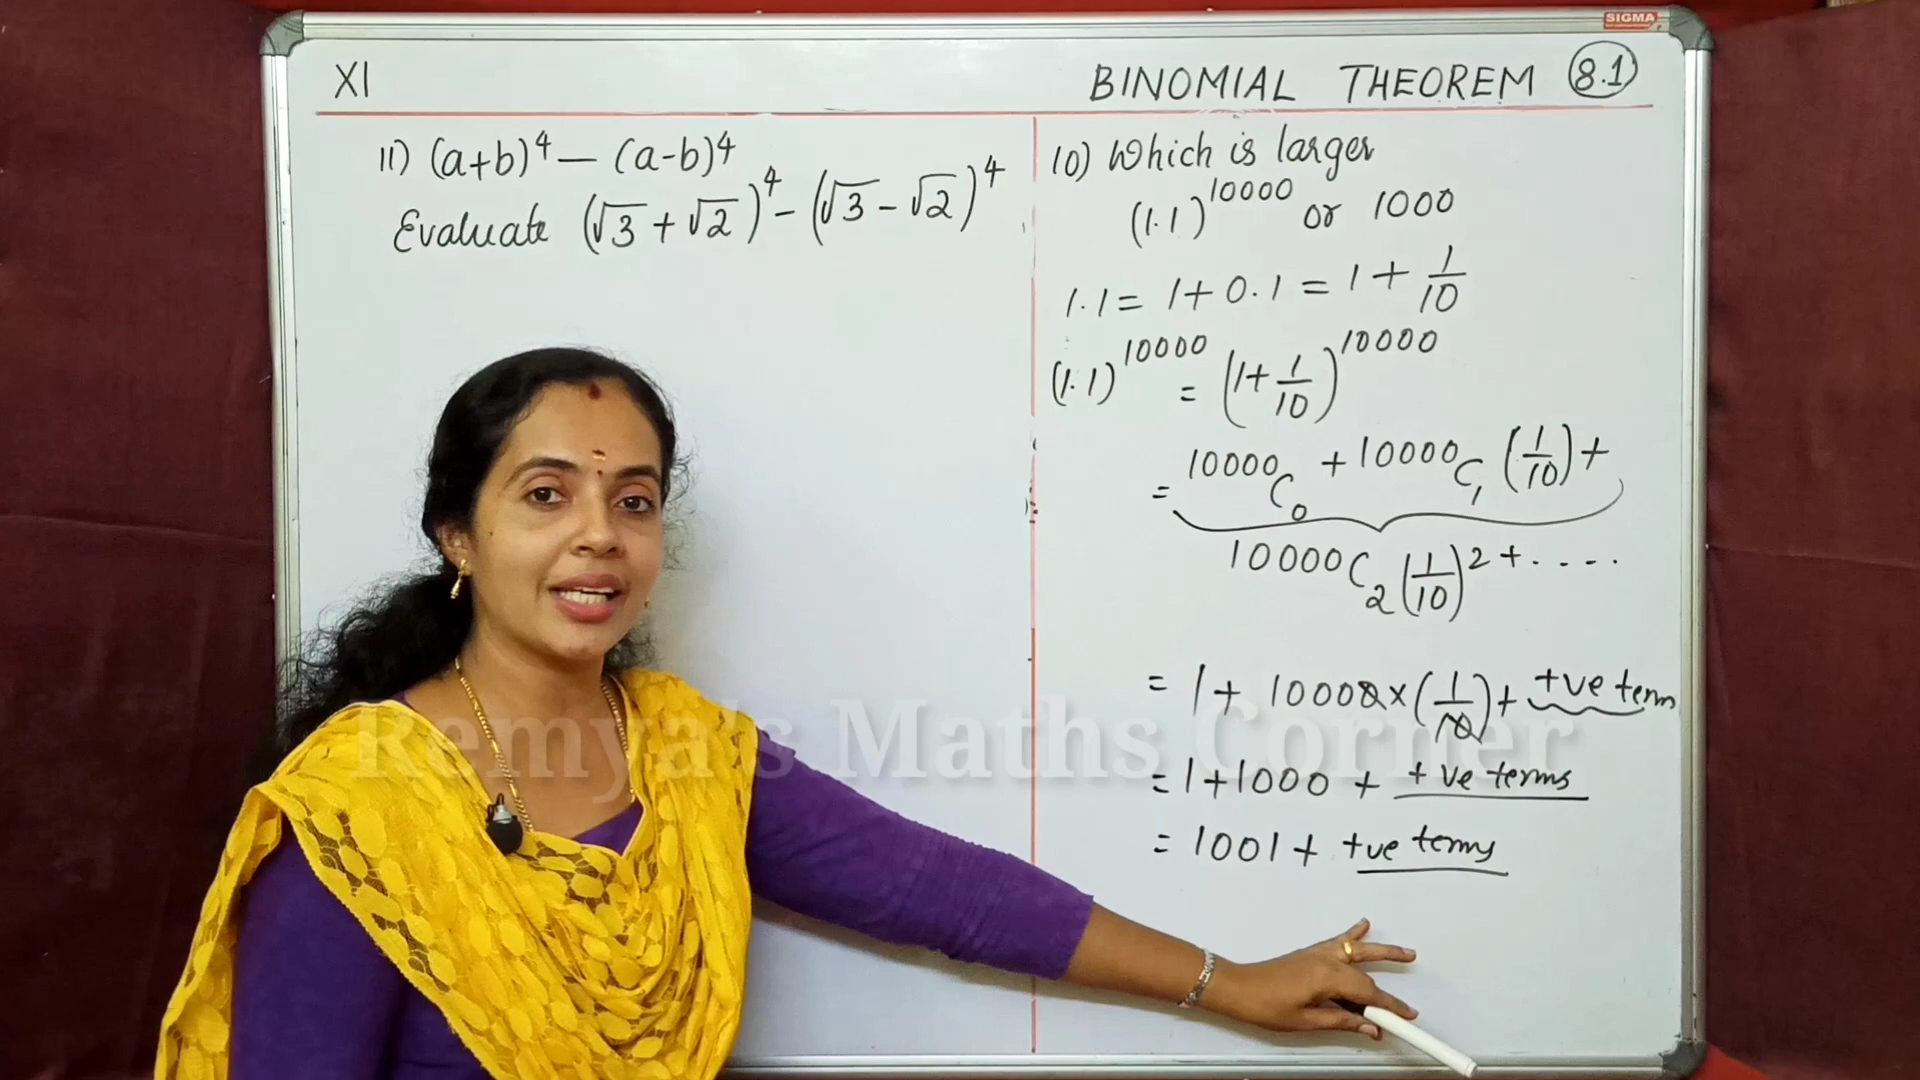 SIGMA
XI
BINOMIAL THEOREM 8.1
11) (a+b)⁴ — (a-b)⁴
Evaluate (√3 + √2)⁴ - (√3 - √2)⁴
10) Which is larger
(1.1)¹⁰⁰⁰⁰ or 1000
1.1 = 1 + 0.1 = 1 + 1/10
(1.1)¹⁰⁰⁰⁰ = (1 + 1/10)¹⁰⁰⁰⁰
= 10000C₀ + 10000C₁ (1/10) +
10000C₂ (1/10)² + ....
= 1 + 10000 × (1/10) + +ve term
= 1 + 1000 + +ve terms
= 1001 + +ve terms
Remya's Maths Corner